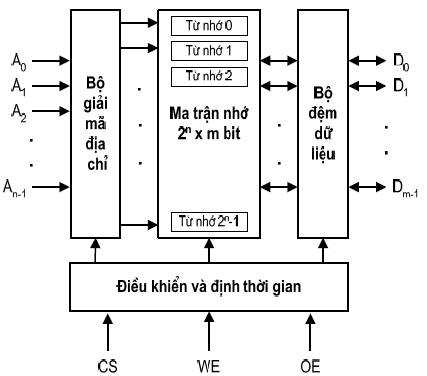 A0
A1
A2
An-1
Bộ
giải
mã
địa
chỉ
Từ nhớ 0
Từ nhớ 1
Từ nhớ 2
Ma trận nhớ
2n x m bit
Từ nhớ 2n-1
Bộ
đệm
dữ
liệu
D0
D1
Dm-1
Điều khiển và định thời gian
CS
WE
OE